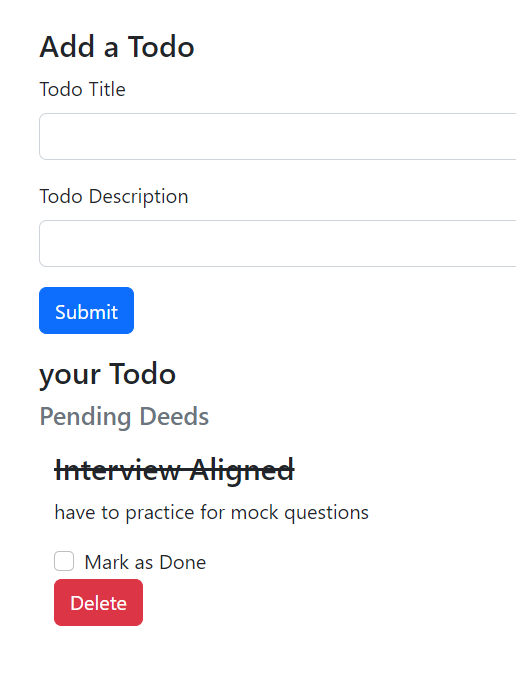 Add a Todo
Todo Title
Todo Description
Submit
your Todo
Pending Deeds
Interview Aligned
have to practice for mock questions
Mark as Done
Delete